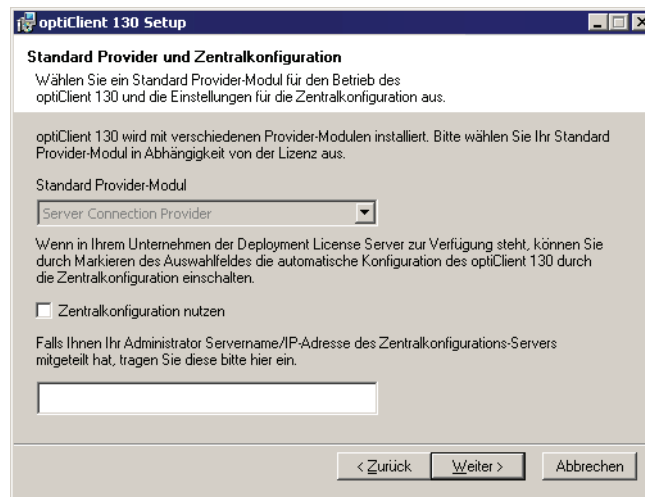 optiClient 130 Setup
Standard Provider und Zentralkonfiguration
Wählen Sie ein Standard Provider-Modul für den Betrieb des
optiClient 130 und die Einstellungen für die Zentralkonfiguration aus.
optiClient 130 wird mit verschiedenen Provider-Modulen installiert. Bitte wählen Sie Ihr Standard
Provider-Modul in Abhängigkeit von der Lizenz aus.
Standard Provider-Modul
Server Connection Provider
Wenn in Ihrem Unternehmen der Deployment License Server zur Verfügung steht, können Sie
durch Markieren des Auswahlfeldes die automatische Konfiguration des optiClient 130 durch
die Zentralkonfiguration einschalten.
Zentralkonfiguration nutzen
Falls Ihnen Ihr Administrator Servername/IP-Adresse des Zentralkonfigurations-Servers
mitgeteilt hat, tragen Sie diese bitte hier ein.
< Zurück Weiter > Abbrechen